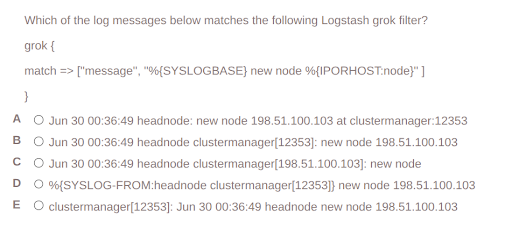 Which of the log messages below matches the following Logstash grok filter?
grok {
match => ["message", "%{SYSLOGBASE} new node %{IPORHOST:node}" ]
}
A Jun 30 00:36:49 headnode: new node 198.51.100.103 at clustermanager:12353
B Jun 30 00:36:49 headnode clustermanager[12353]: new node 198.51.100.103
C Jun 30 00:36:49 headnode clustermanager[198.51.100.103]: new node
D %{SYSLOG-FROM:headnode clustermanager[12353]} new node 198.51.100.103
E clustermanager[12353]: Jun 30 00:36:49 headnode new node 198.51.100.103